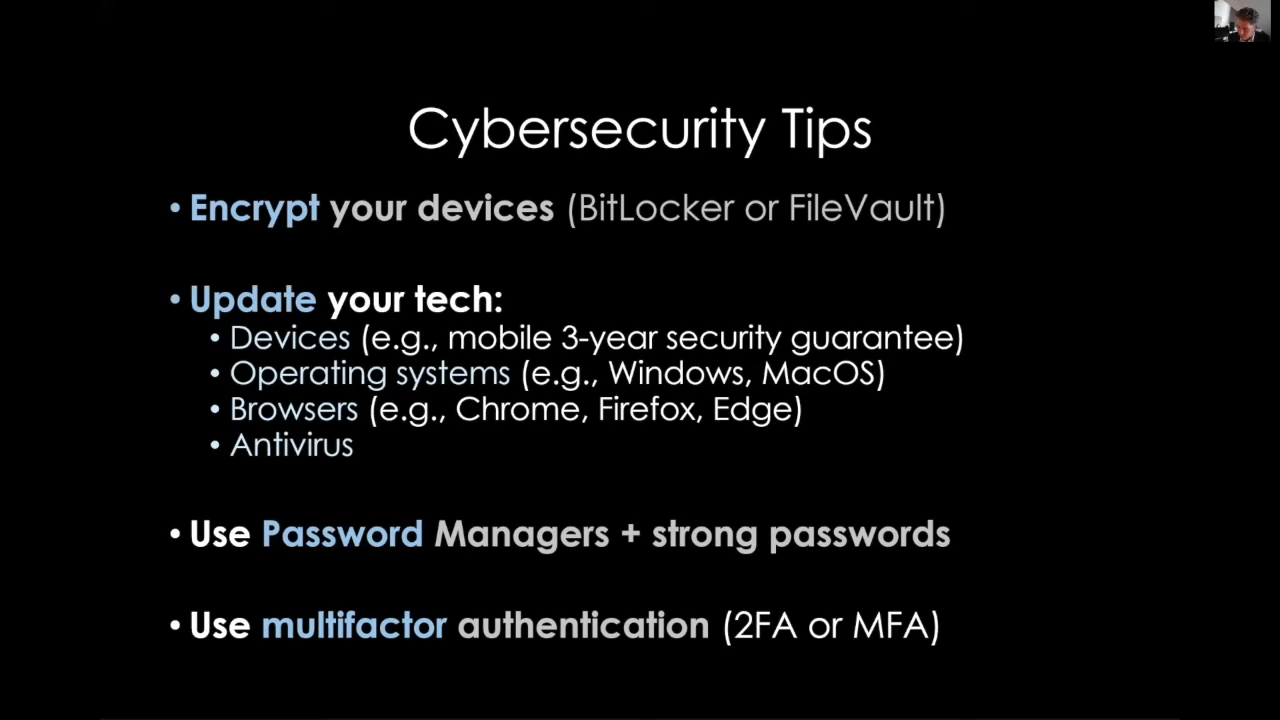 Cybersecurity Tips
• Encrypt your devices (BitLocker or FileVault)
• Update your tech:
• Devices (e.g., mobile 3-year security guarantee)
• Operating systems (e.g., Windows, MacOS)
• Browsers (e.g., Chrome, Firefox, Edge)
• Antivirus
• Use Password Managers + strong passwords
• Use multifactor authentication (2FA or MFA)